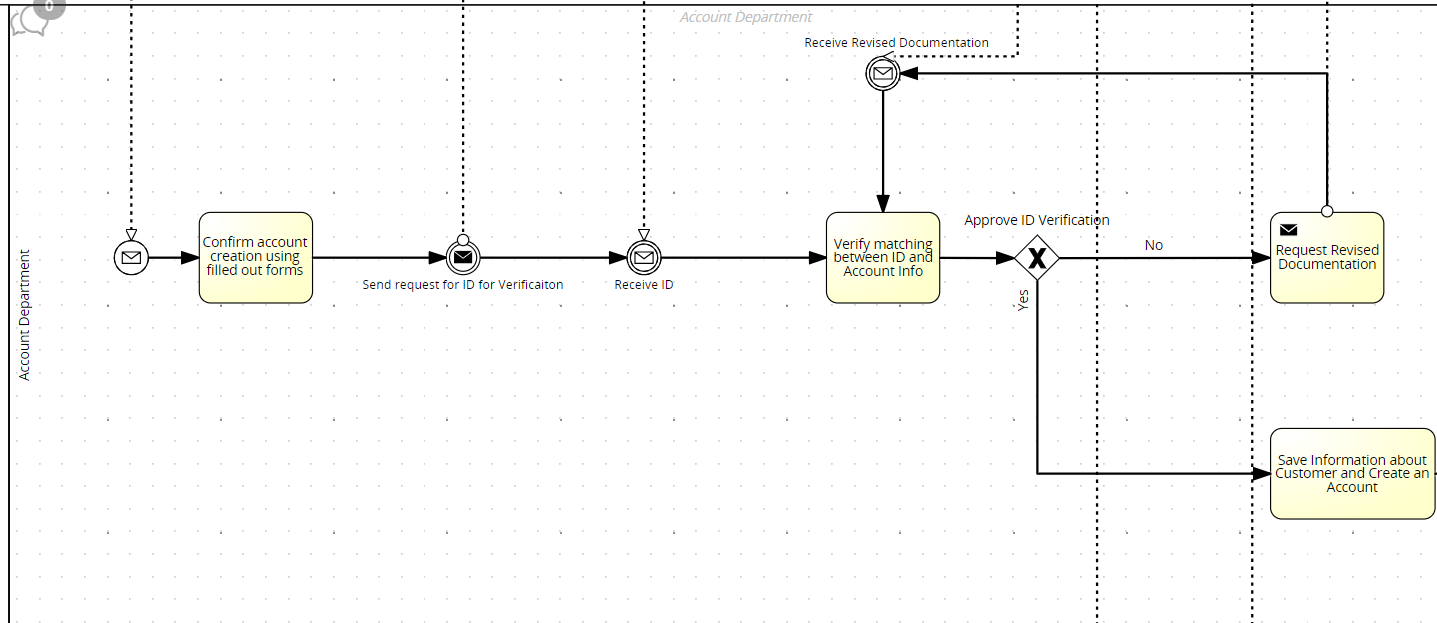 0
Account Department
Receive Revised Documentation
Approve ID Verification
Confirm account
creation using
filled out forms
Verify matching
between ID and
Account Info
No
Request Revised
Documentation
Send request for ID for Verificaiton
Receive ID
Yes
Account Department
Save Information about
Customer and Create an
Account